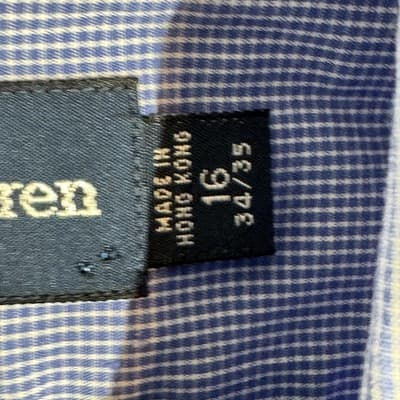 ren
MADE IN
HONG KONG
16
34/35